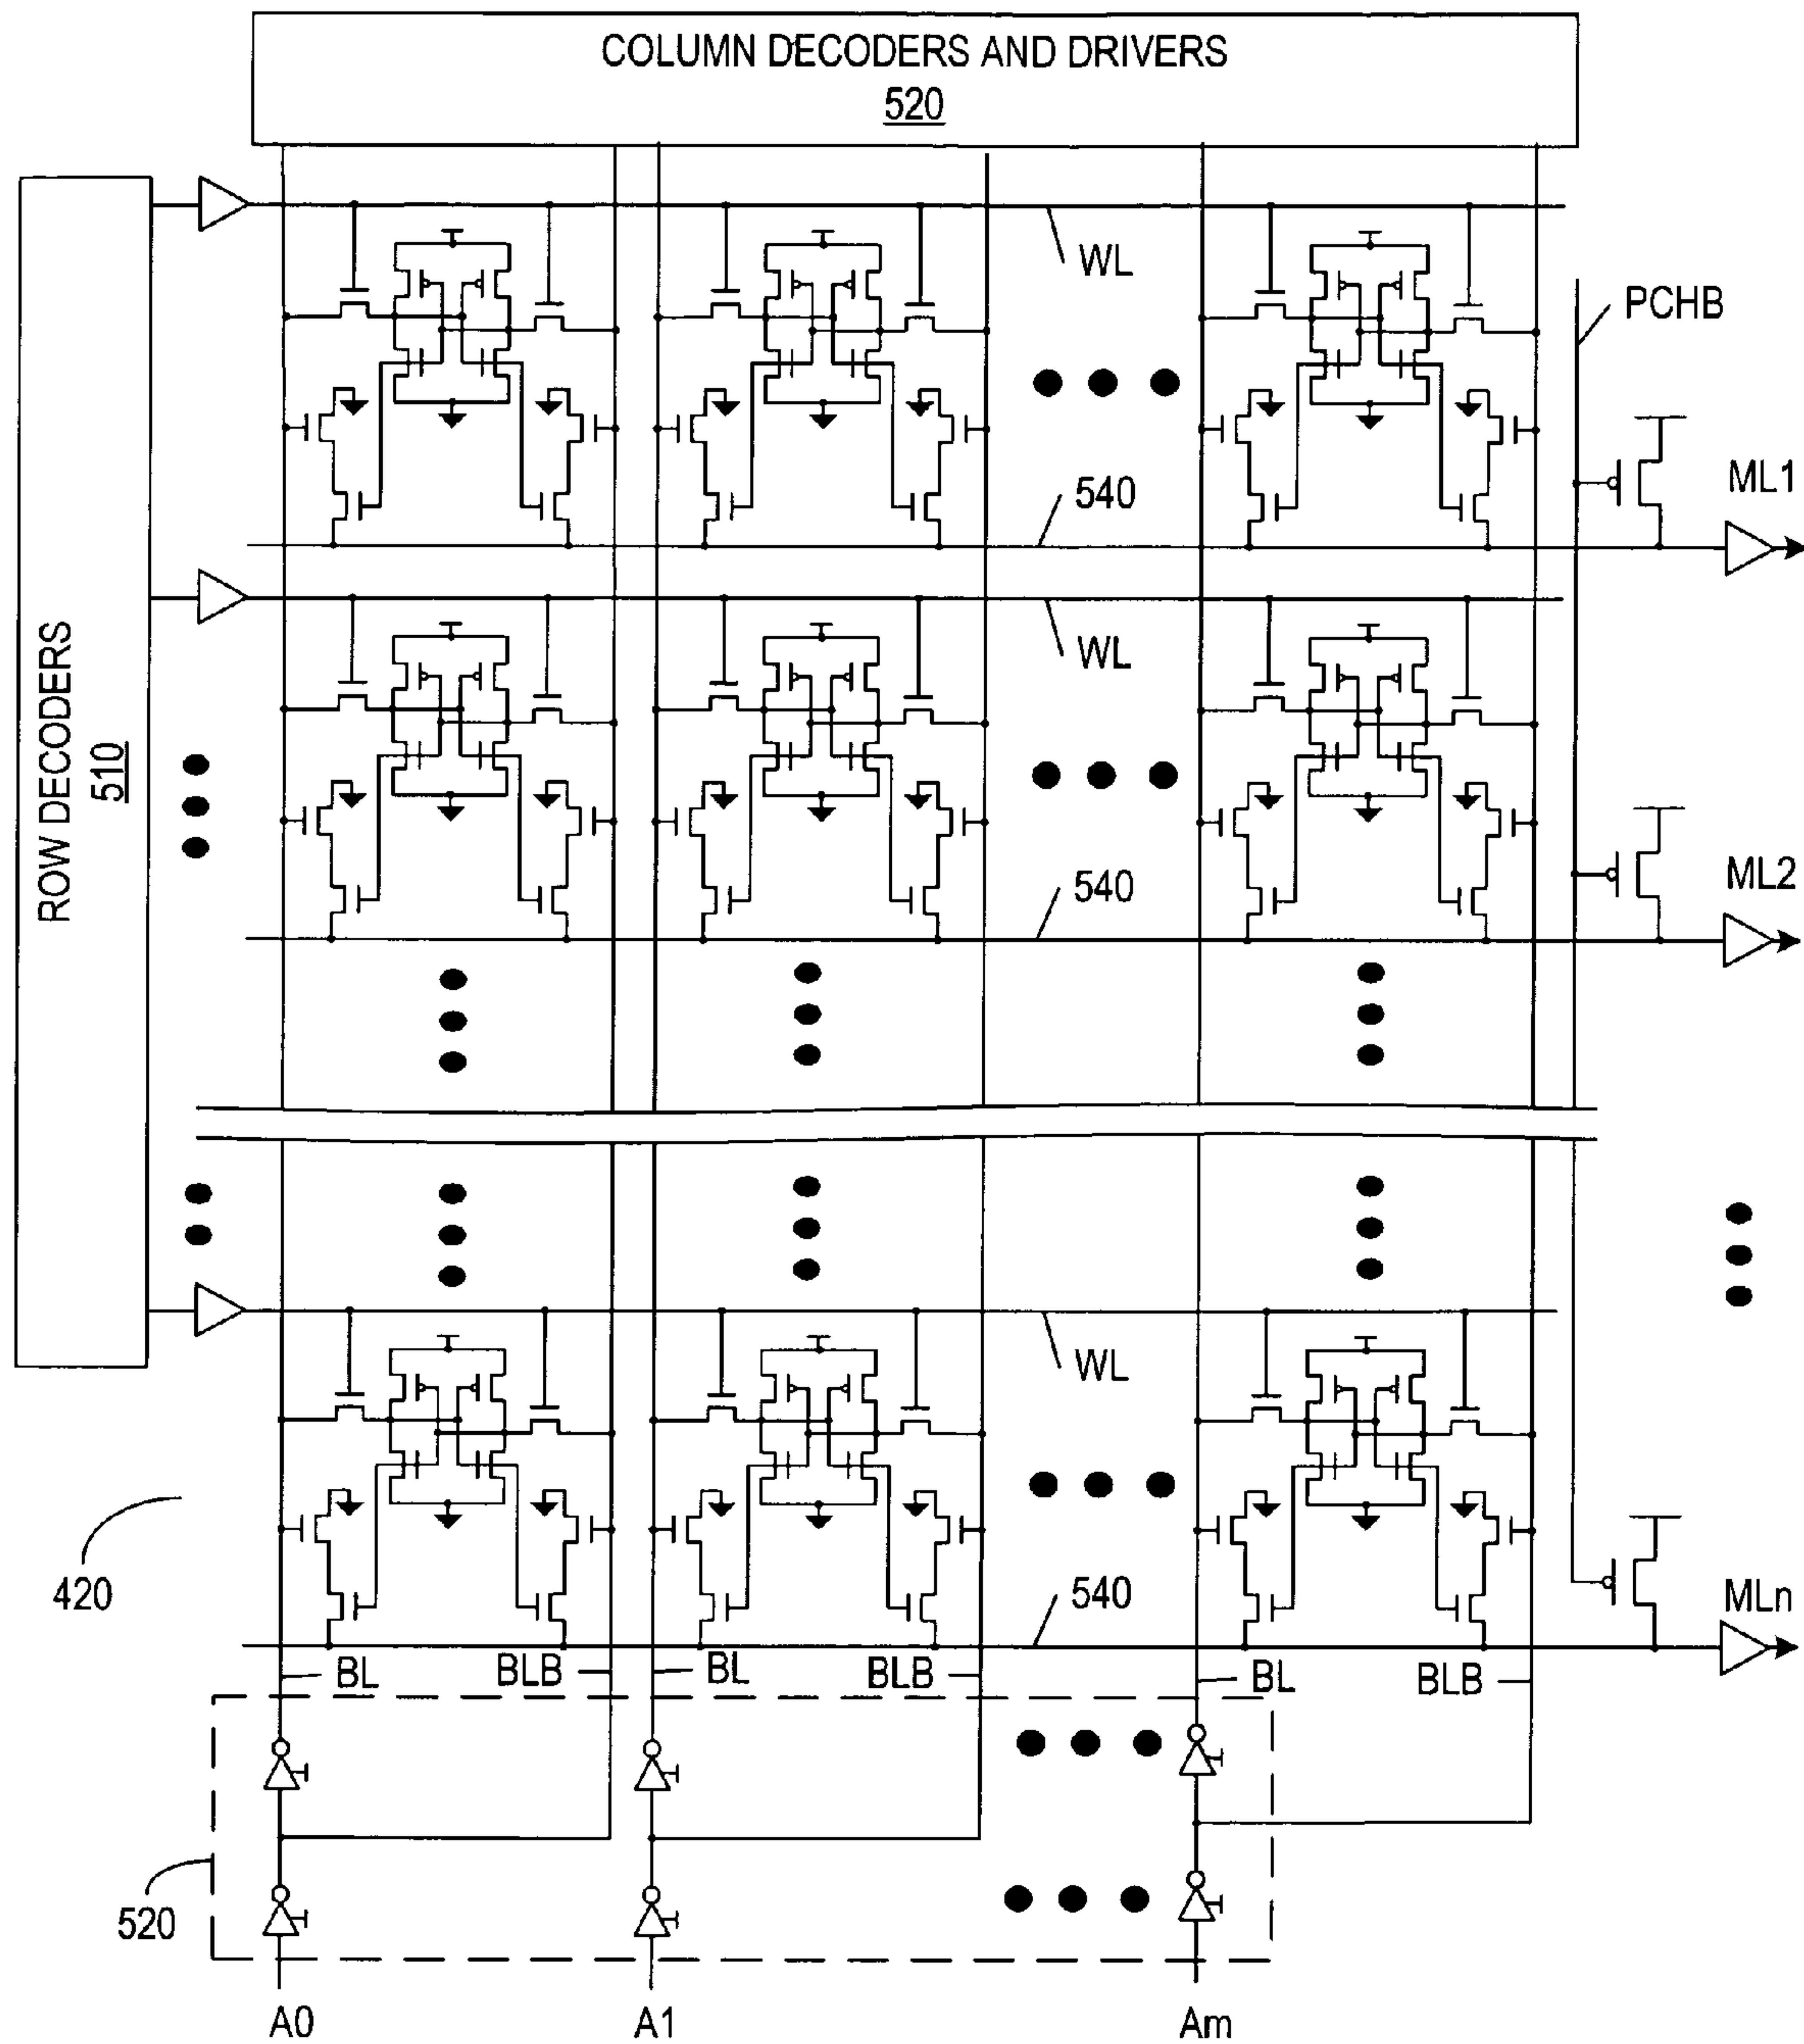 COLUMN DECODERS AND DRIVERS
520
ROW DECODERS
510
WL
PCHB
540
ML1
WL
540
ML2
WL
420
540
MLn
BL BLB BL BLB BL BLB
520
A0 A1 Am